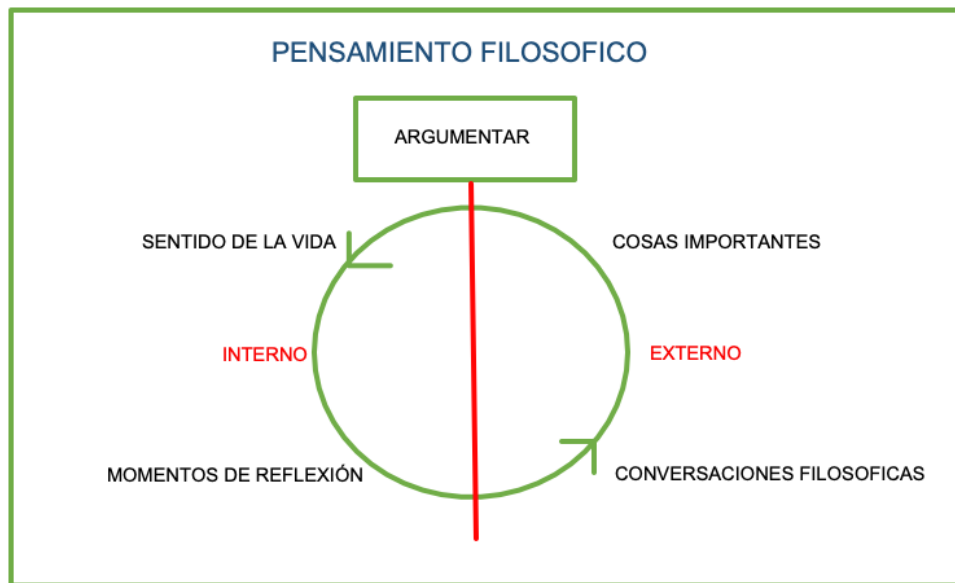 PENSAMIENTO FILOSOFICO
ARGUMENTAR
SENTIDO DE LA VIDA
COSAS IMPORTANTES
INTERNO
EXTERNO
MOMENTOS DE REFLEXIÓN
CONVERSACIONES FILOSOFICAS